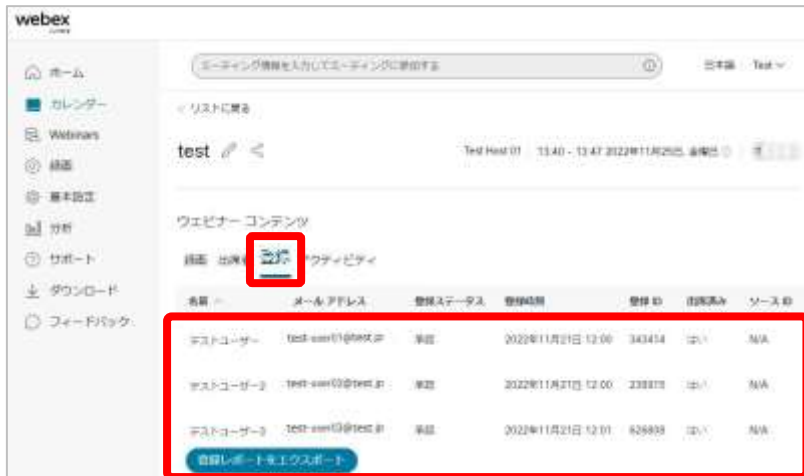 webex
ホーム
カレンダー
Webinars
録画
基本設定
分析
サポート
ダウンロード
フィードバック
ミーティング情報を入力してミーティングに参加する
日本語
Test
< リストに戻る
test
Test Host 01 13:40 - 13:47 2022年11月25日, 金曜日
ウェビナー コンテンツ
録画 出席者 登録 アクティビティ
名前 メール アドレス 登録ステータス 登録時間 登録 ID 出席済み ソース ID
テストユーザー test-user01@test.jp 承認 2022年11月21日 12:00 343414 はい N/A
テストユーザー2 test-user02@test.jp 承認 2022年11月21日 12:00 はい N/A
テストユーザー3 test-user03@test.jp 承認 2022年11月21日 12:01 はい N/A
登録レポートをエクスポート